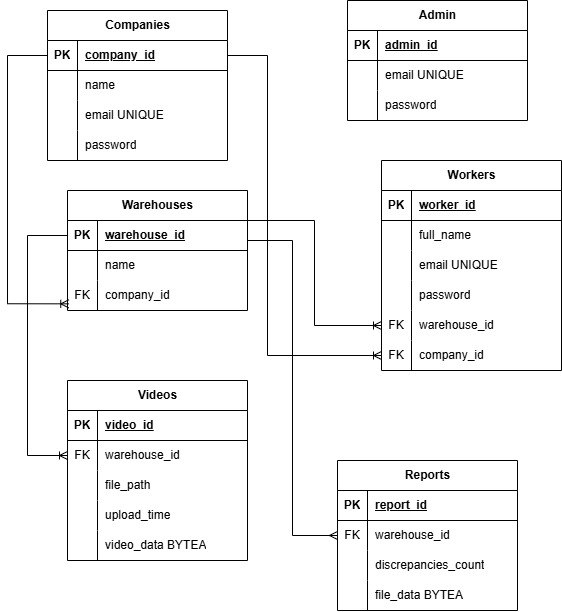 Companies
PK company_id
name
email UNIQUE
password
Admin
PK admin_id
email UNIQUE
password
Warehouses
PK warehouse_id
name
FK company_id
Workers
PK worker_id
full_name
email UNIQUE
password
FK warehouse_id
FK company_id
Videos
PK video_id
FK warehouse_id
file_path
upload_time
video_data BYTEA
Reports
PK report_id
FK warehouse_id
discrepancies_count
file_data BYTEA